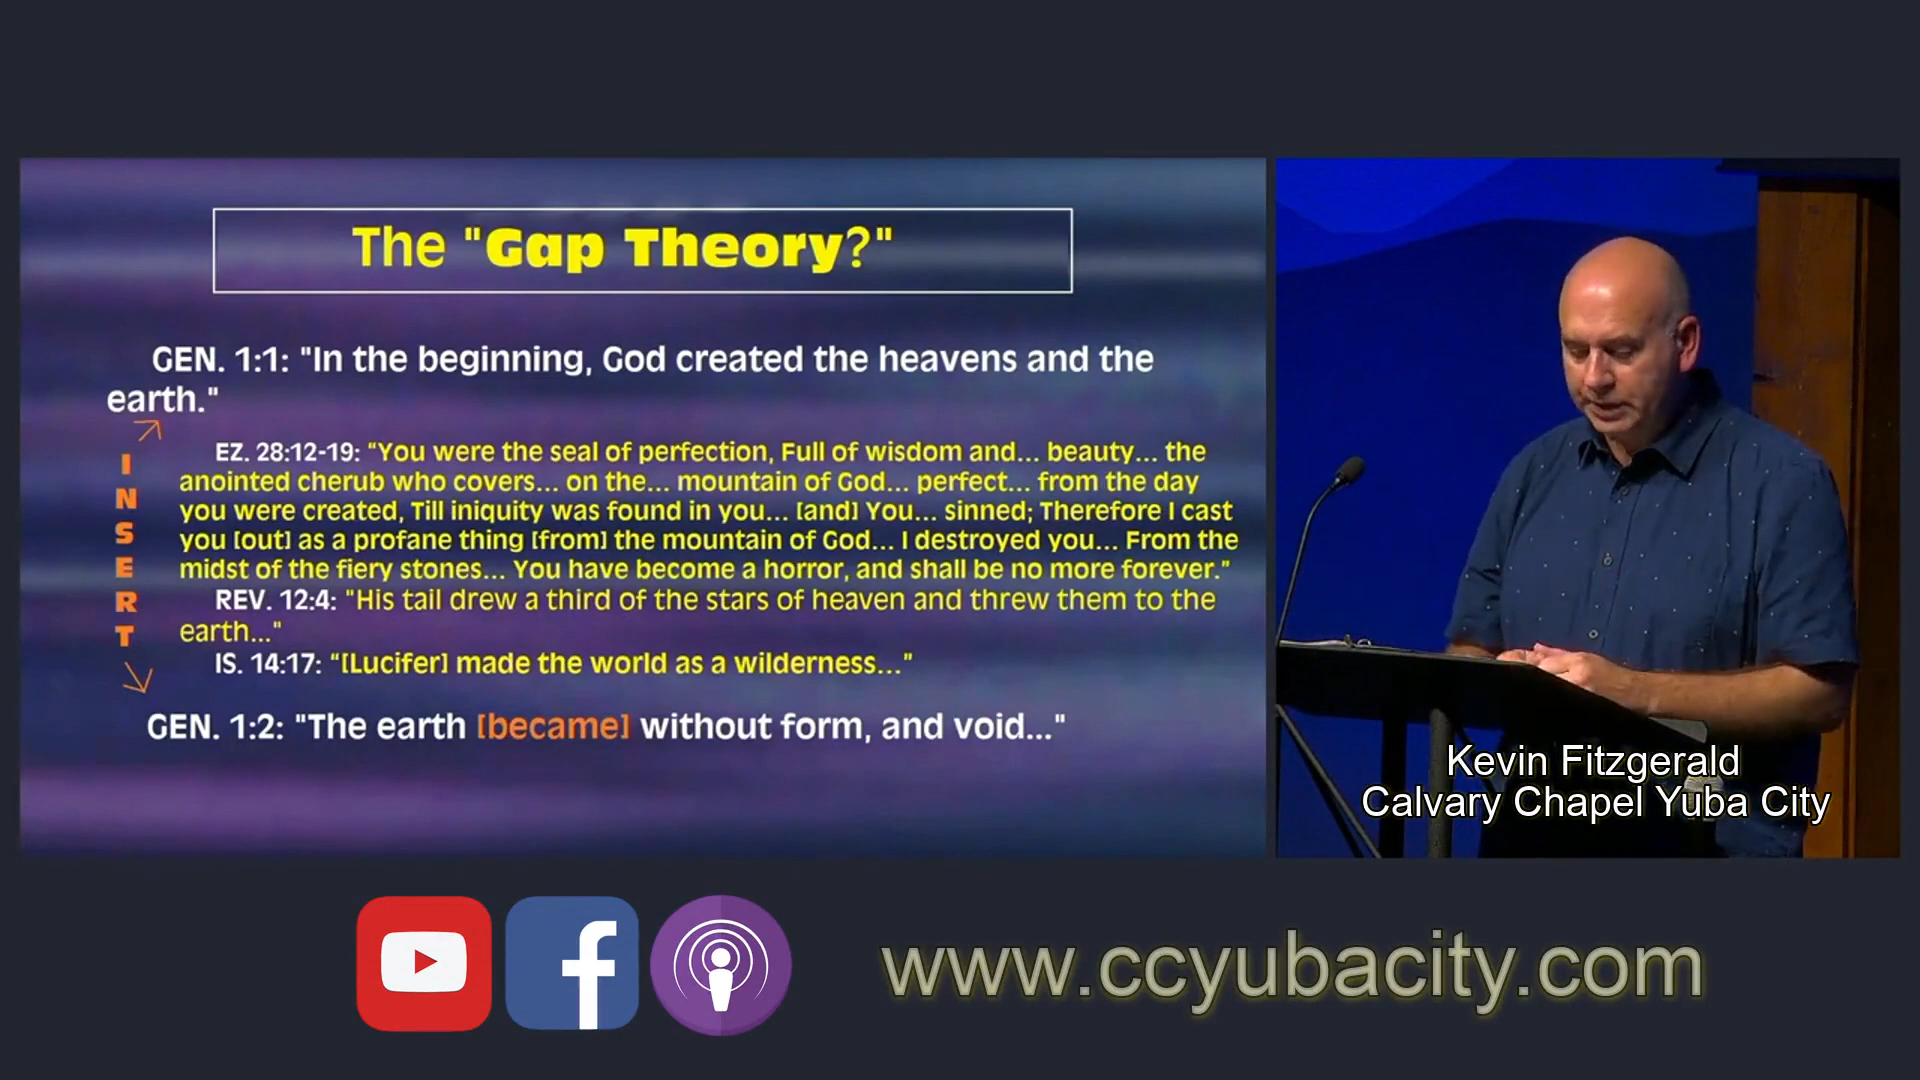 The "Gap Theory?"
GEN. 1:1: "In the beginning, God created the heavens and the
earth."
INSERT
EZ. 28:12-19: “You were the seal of perfection, Full of wisdom and... beauty... the
anointed cherub who covers... on the... mountain of God... perfect... from the day
you were created, Till iniquity was found in you... [and] You... sinned; Therefore I cast
you [out] as a profane thing [from] the mountain of God... I destroyed you... From the
midst of the fiery stones... You have become a horror, and shall be no more forever.”
REV. 12:4: "His tail drew a third of the stars of heaven and threw them to the
earth..."
IS. 14:17: “[Lucifer] made the world as a wilderness...”
GEN. 1:2: "The earth [became] without form, and void..."
Kevin Fitzgerald
Calvary Chapel Yuba City
www.ccyubacity.com